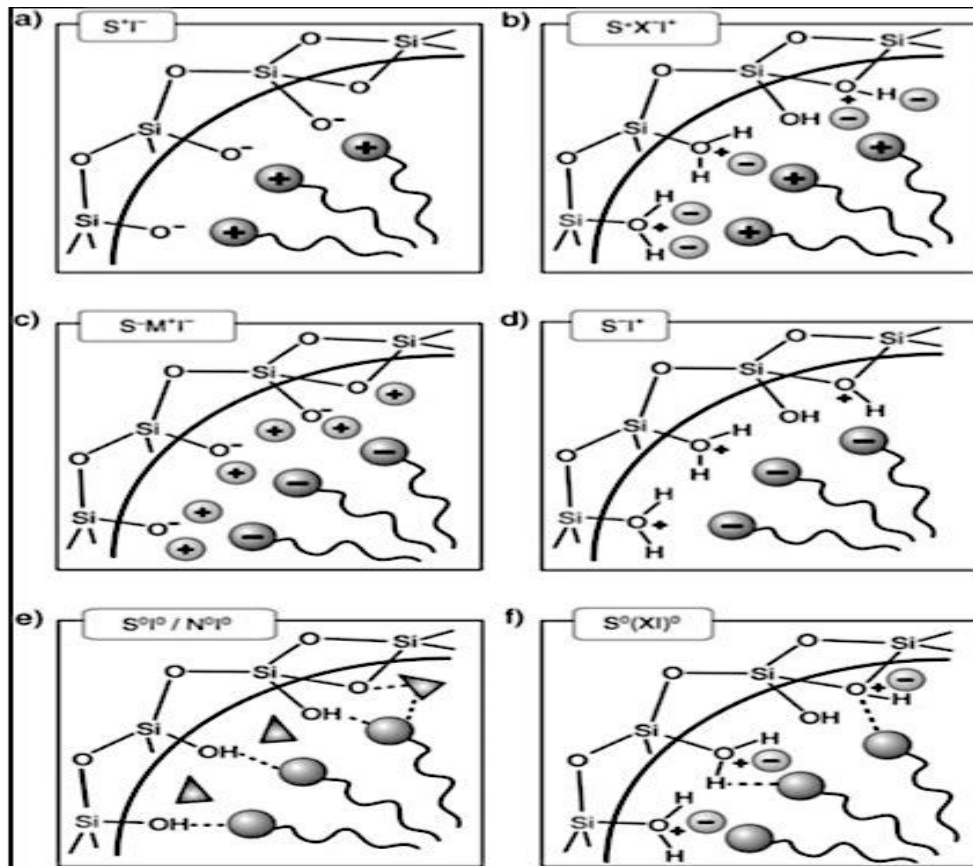 a) S⁺I⁻
Si
O
O Si
O
O⁻
Si
O⁻
+
O
+
Si
O⁻
+
b) S⁺X⁻I⁺
Si
O
O Si
O H
+
−
OH
−
Si
H
O
+
+
H
−
O
+
H
Si
O
+
−
H
−
+
c) S⁻M⁺I⁻
Si
O
O Si
O
+
O⁻
+
+
Si
O⁻
−
O
+
−
Si
O⁻
+
−
+
d) S⁻I⁺
Si
O
O Si
O
+
H
OH
Si
H
O
+
−
H
O
−
H
Si
O
+
−
H
e) S⁰I⁰ / N⁰I⁰
Si
O
O Si
O
OH
Si
OH
O
Si
OH
f) S⁰(XI)⁰
Si
O
O Si
O
+
H
−
OH
Si
H
O
+
−
O
H
H
Si
O
+
−
H